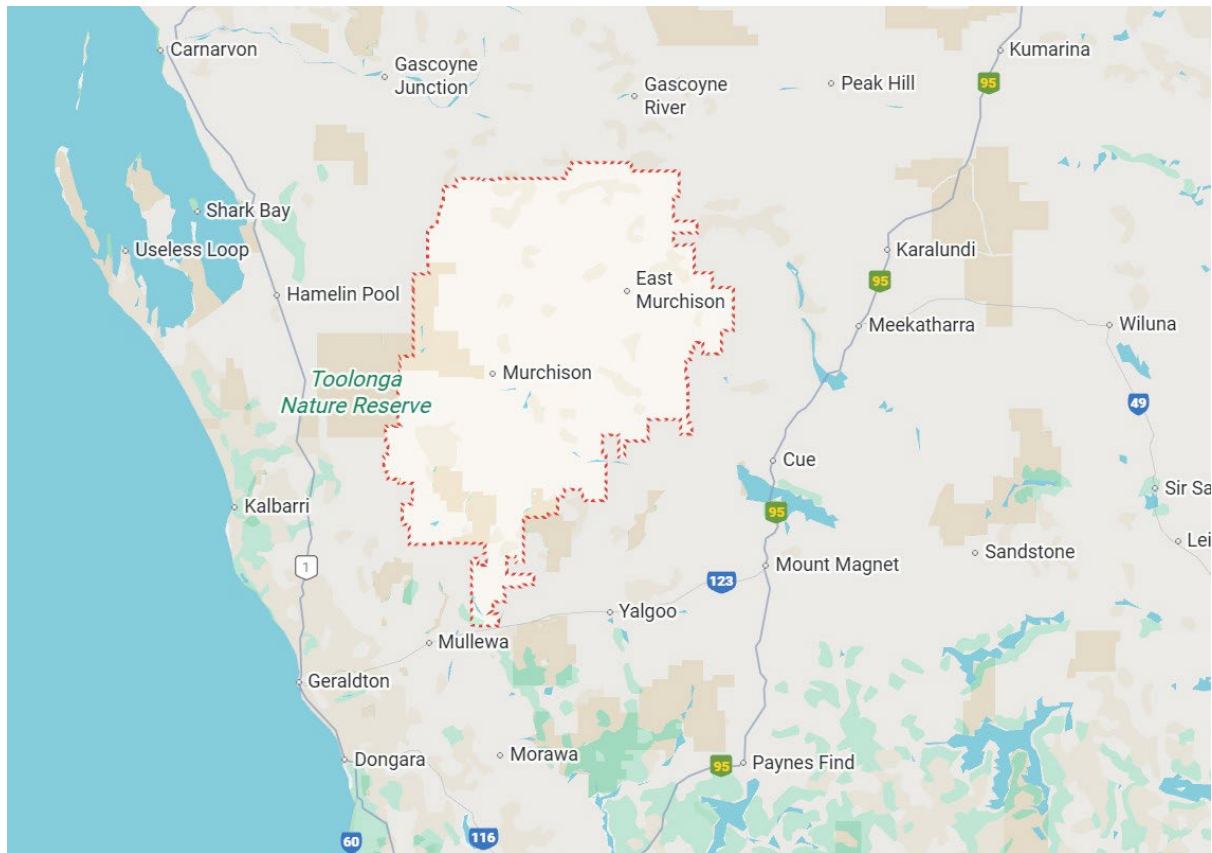 Carnarvon
Kumarina
Gascoyne
Junction
95
Peak Hill
Gascoyne
River
Shark Bay
Useless Loop
Karalundi
95
East
Murchison
Hamelin Pool
Meekatharra
Wiluna
Murchison
Toolonga
Nature Reserve
49
Cue
Sir Sa
Kalbarri
95
Lei
Sandstone
1
Mount Magnet
123
Yalgoo
Mullewa
Geraldton
Morawa
Dongara
95
Paynes Find
60
116